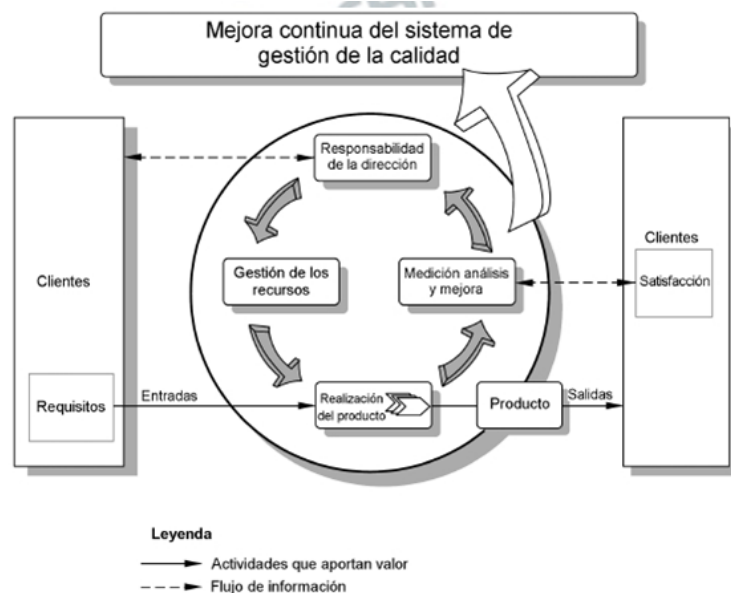 Mejora continua del sistema de
gestión de la calidad
Responsabilidad
de la dirección
Clientes
Gestión de los
recursos
Medición análisis
y mejora
Clientes
Satisfacción
Requisitos
Entradas
Realización
del producto
Producto
Salidas
Leyenda
Actividades que aportan valor
Flujo de información